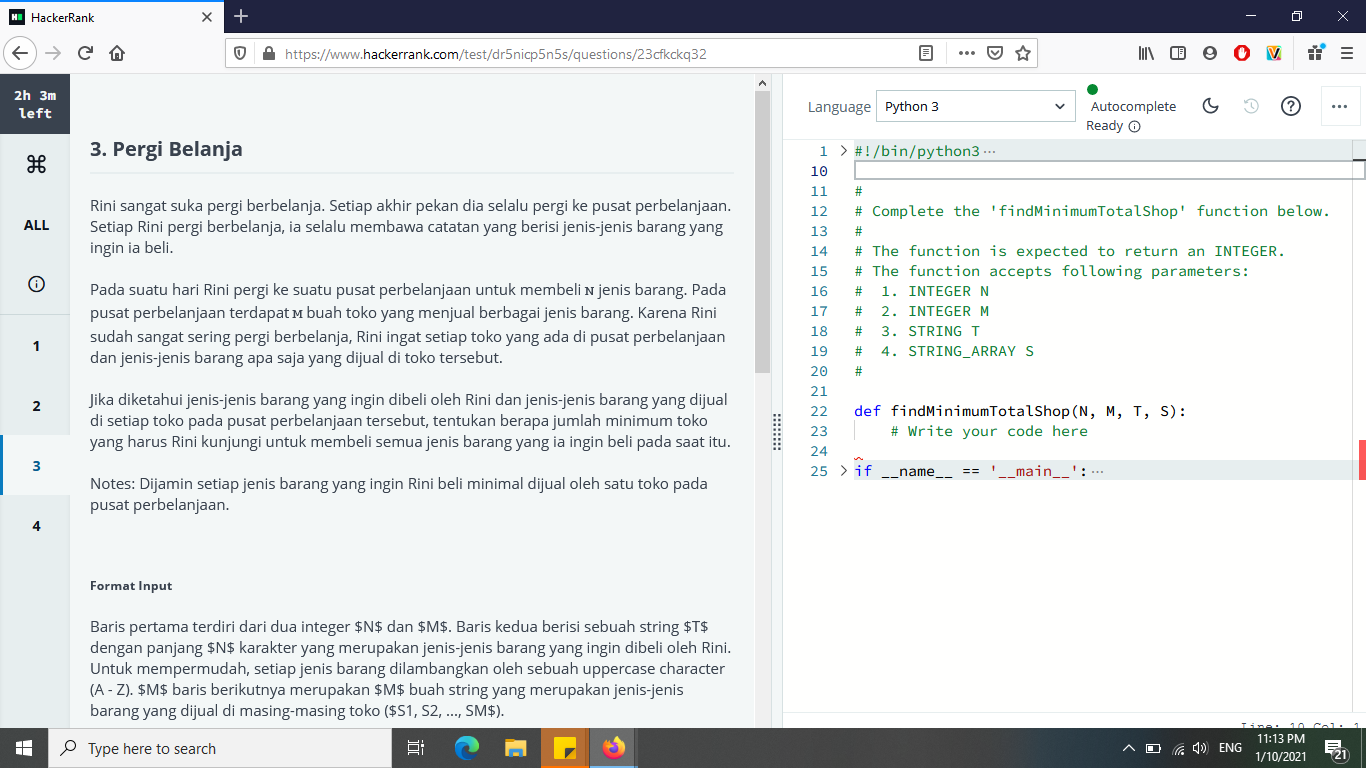 HackerRank
https://www.hackerrank.com/test/dr5nicp5n5s/questions/23cfkckq32
2h 3m
left
ALL
1
2
3
4
3. Pergi Belanja
Rini sangat suka pergi berbelanja. Setiap akhir pekan dia selalu pergi ke pusat perbelanjaan.
Setiap Rini pergi berbelanja, ia selalu membawa catatan yang berisi jenis-jenis barang yang
ingin ia beli.
Pada suatu hari Rini pergi ke suatu pusat perbelanjaan untuk membeli N jenis barang. Pada
pusat perbelanjaan terdapat M buah toko yang menjual berbagai jenis barang. Karena Rini
sudah sangat sering pergi berbelanja, Rini ingat setiap toko yang ada di pusat perbelanjaan
dan jenis-jenis barang apa saja yang dijual di toko tersebut.
Jika diketahui jenis-jenis barang yang ingin dibeli oleh Rini dan jenis-jenis barang yang dijual
di setiap toko pada pusat perbelanjaan tersebut, tentukan berapa jumlah minimum toko
yang harus Rini kunjungi untuk membeli semua jenis barang yang ia ingin beli pada saat itu.
Notes: Dijamin setiap jenis barang yang ingin Rini beli minimal dijual oleh satu toko pada
pusat perbelanjaan.
Format Input
Baris pertama terdiri dari dua integer $N$ dan $M$. Baris kedua berisi sebuah string $T$
dengan panjang $N$ karakter yang merupakan jenis-jenis barang yang ingin dibeli oleh Rini.
Untuk mempermudah, setiap jenis barang dilambangkan oleh sebuah uppercase character
(A - Z). $M$ baris berikutnya merupakan $M$ buah string yang merupakan jenis-jenis
barang yang dijual di masing-masing toko ($S1, S2, ..., SM$).
Language
Python 3
Autocomplete
Ready
1 #!/bin/python3 ...
10
11 #
12 # Complete the 'findMinimumTotalShop' function below.
13 #
14 # The function is expected to return an INTEGER.
15 # The function accepts following parameters:
16 #  1. INTEGER N
17 #  2. INTEGER M
18 #  3. STRING T
19 #  4. STRING_ARRAY S
20 #
21
22 def findMinimumTotalShop(N, M, T, S):
23     # Write your code here
24
25 if __name__ == '__main__': ...
Line: 10 Col: 1
Type here to search
ENG
11:13 PM
1/10/2021
21